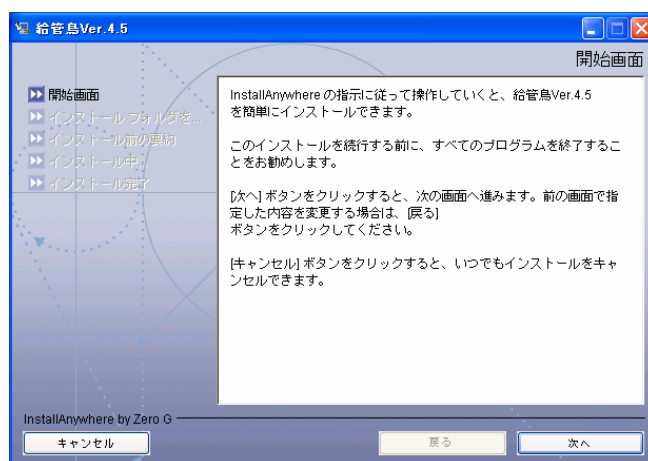 給管鳥Ver.4.5
開始画面
開始画面
インストール フォルダを...
インストール前の要約
インストール中
インストール完了
InstallAnywhere の指示に従って操作していくと、給管鳥Ver.4.5
を簡単にインストールできます。
このインストールを続行する前に、すべてのプログラムを終了するこ
とをお勧めします。
[次へ] ボタンをクリックすると、次の画面へ進みます。前の画面で指
定した内容を変更する場合は、[戻る]
ボタンをクリックしてください。
[キャンセル] ボタンをクリックすると、いつでもインストールをキャ
ンセルできます。
InstallAnywhere by Zero G
キャンセル
戻る
次へ